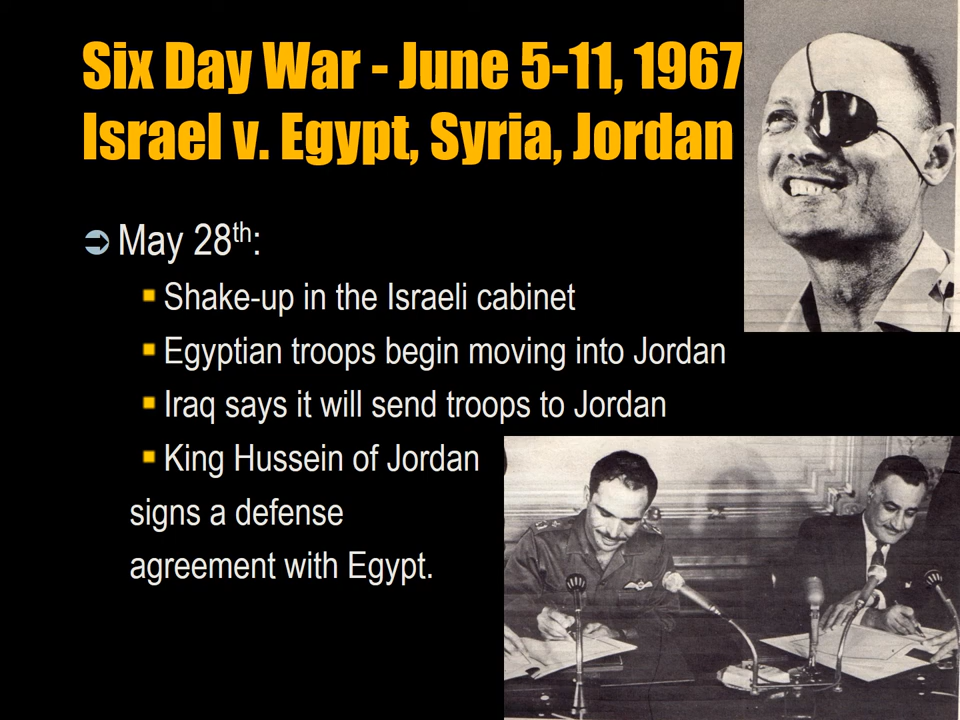 Six Day War - June 5-11, 1967
Israel v. Egypt, Syria, Jordan
May 28th:
Shake-up in the Israeli cabinet
Egyptian troops begin moving into Jordan
Iraq says it will send troops to Jordan
King Hussein of Jordan
signs a defense
agreement with Egypt.